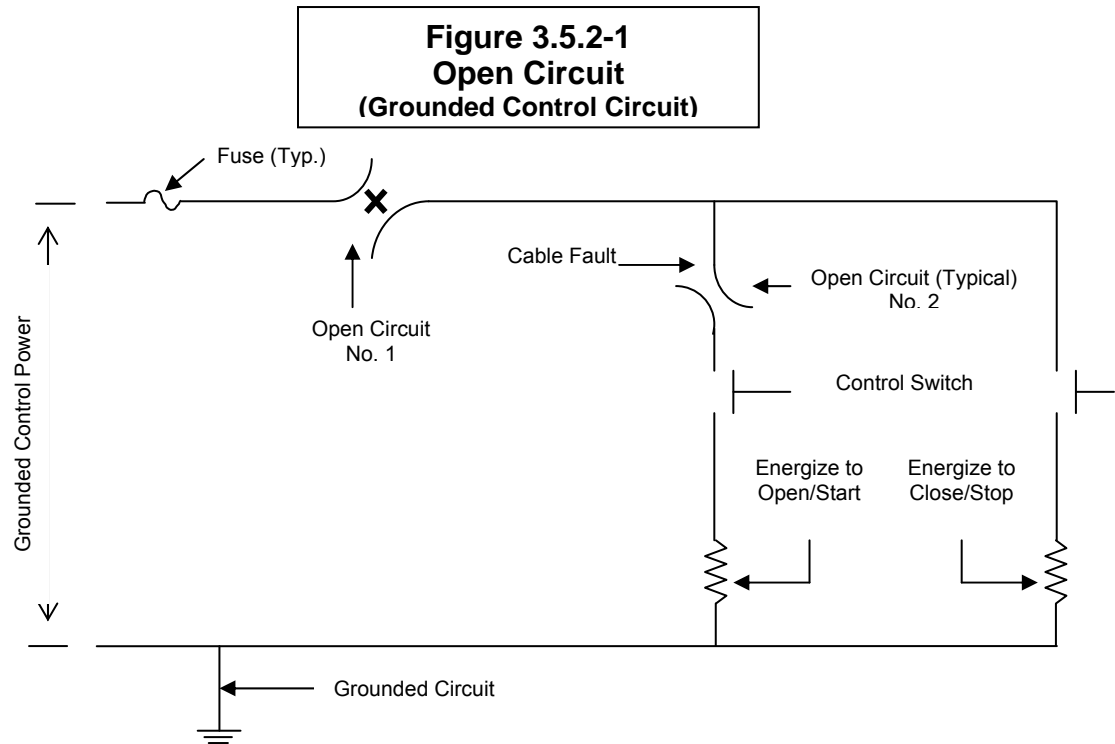 Figure 3.5.2-1
Open Circuit
(Grounded Control Circuit)
Fuse (Typ.)
Cable Fault
Open Circuit (Typical)
No. 2
Open Circuit
No. 1
Grounded Control Power
Control Switch
Energize to
Open/Start
Energize to
Close/Stop
Grounded Circuit